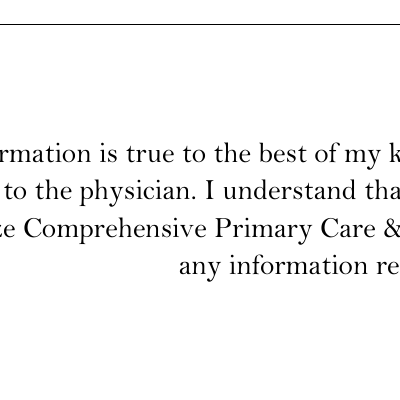 rmation is true to the best of my k
to the physician. I understand tha
ze Comprehensive Primary Care &
any information re